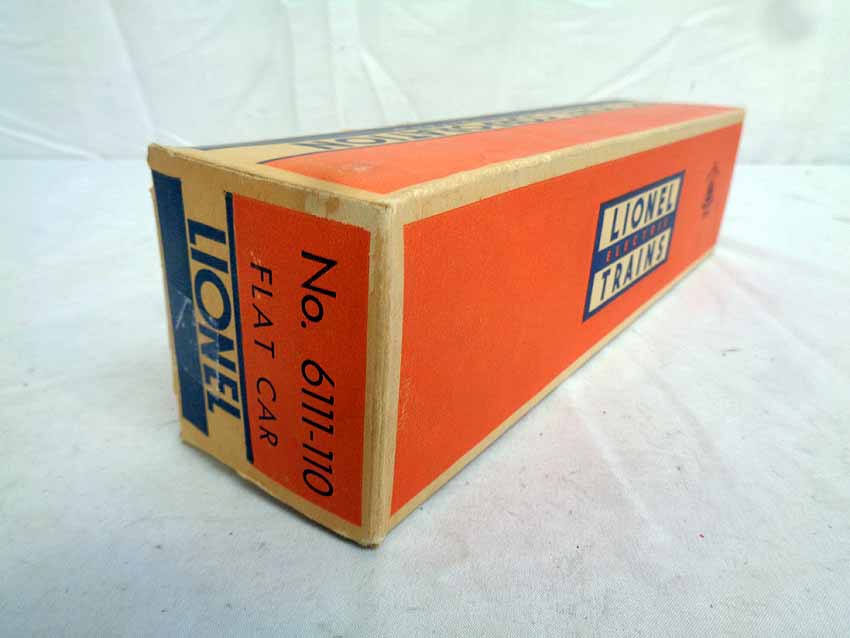 LIONEL
No. 6111-110
FLAT CAR
LIONEL
ELECTRIC
TRAINS